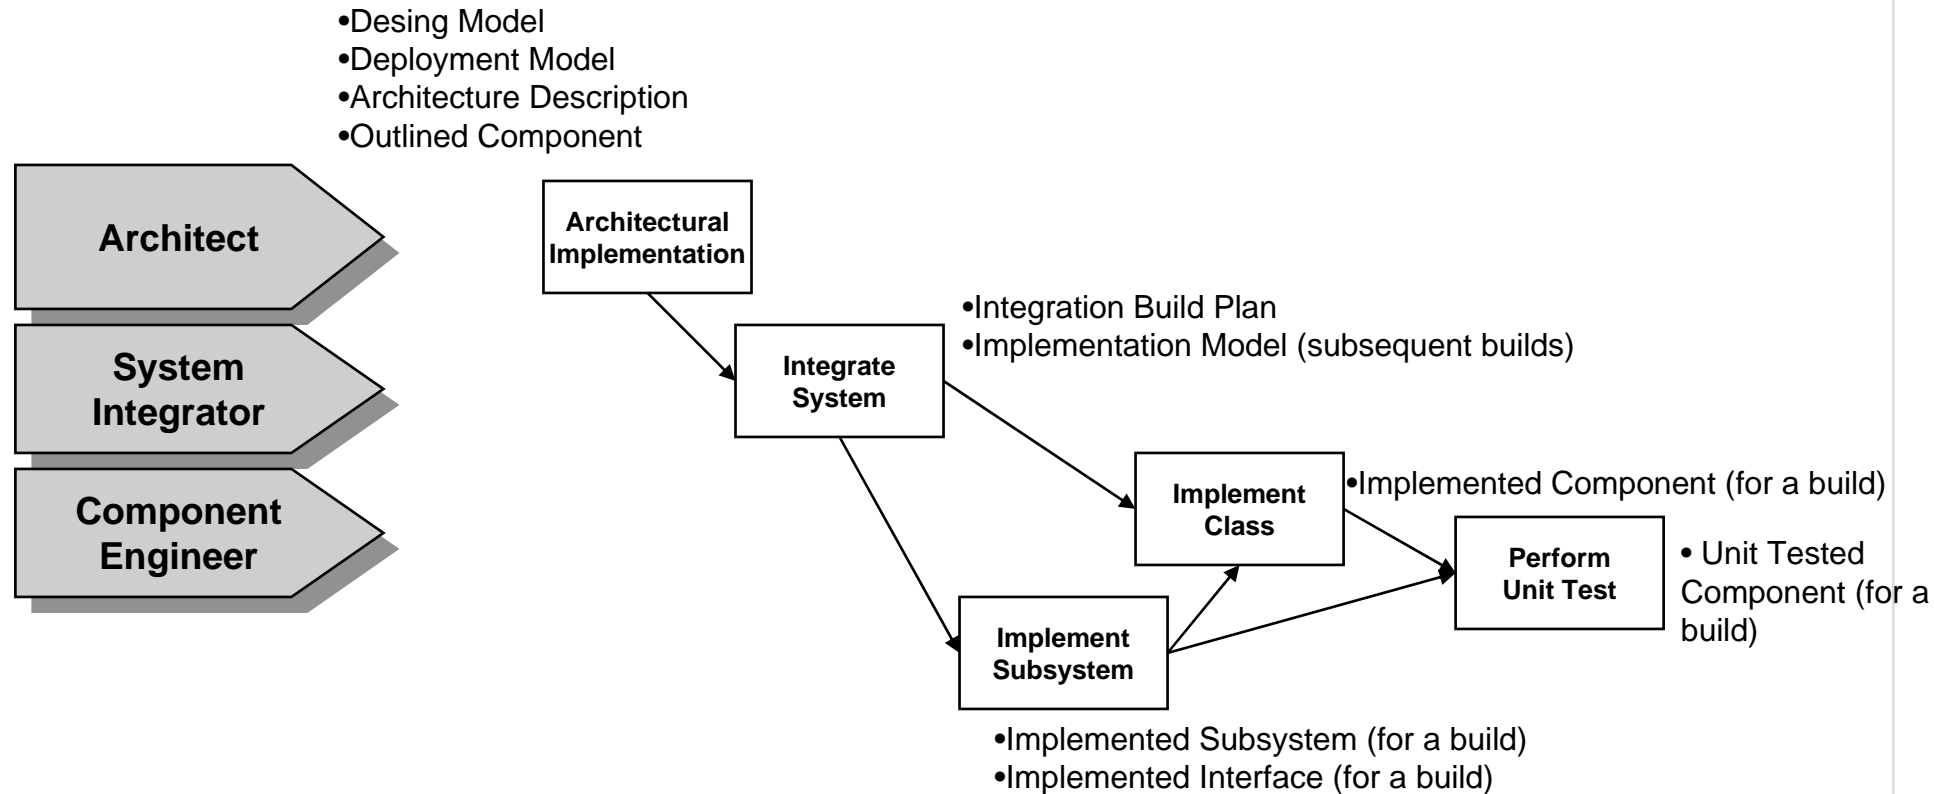 •Desing Model
•Deployment Model
•Architecture Description
•Outlined Component
Architect
Architectural
Implementation
•Integration Build Plan
•Implementation Model (subsequent builds)
System
Integrator
Integrate
System
Component
Engineer
Implement
Class
•Implemented Component (for a build)
Perform
Unit Test
• Unit Tested
Component (for a
build)
Implement
Subsystem
•Implemented Subsystem (for a build)
•Implemented Interface (for a build)